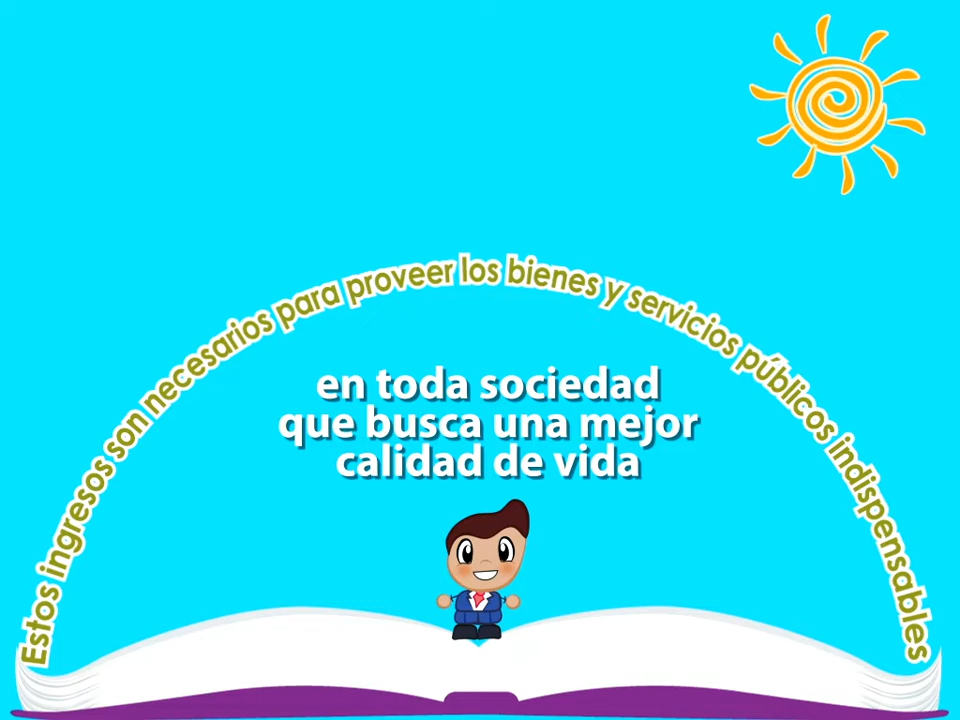 Estos ingresos son necesarios para proveer los bienes y servicios públicos indispensables
en toda sociedad
que busca una mejor
calidad de vida